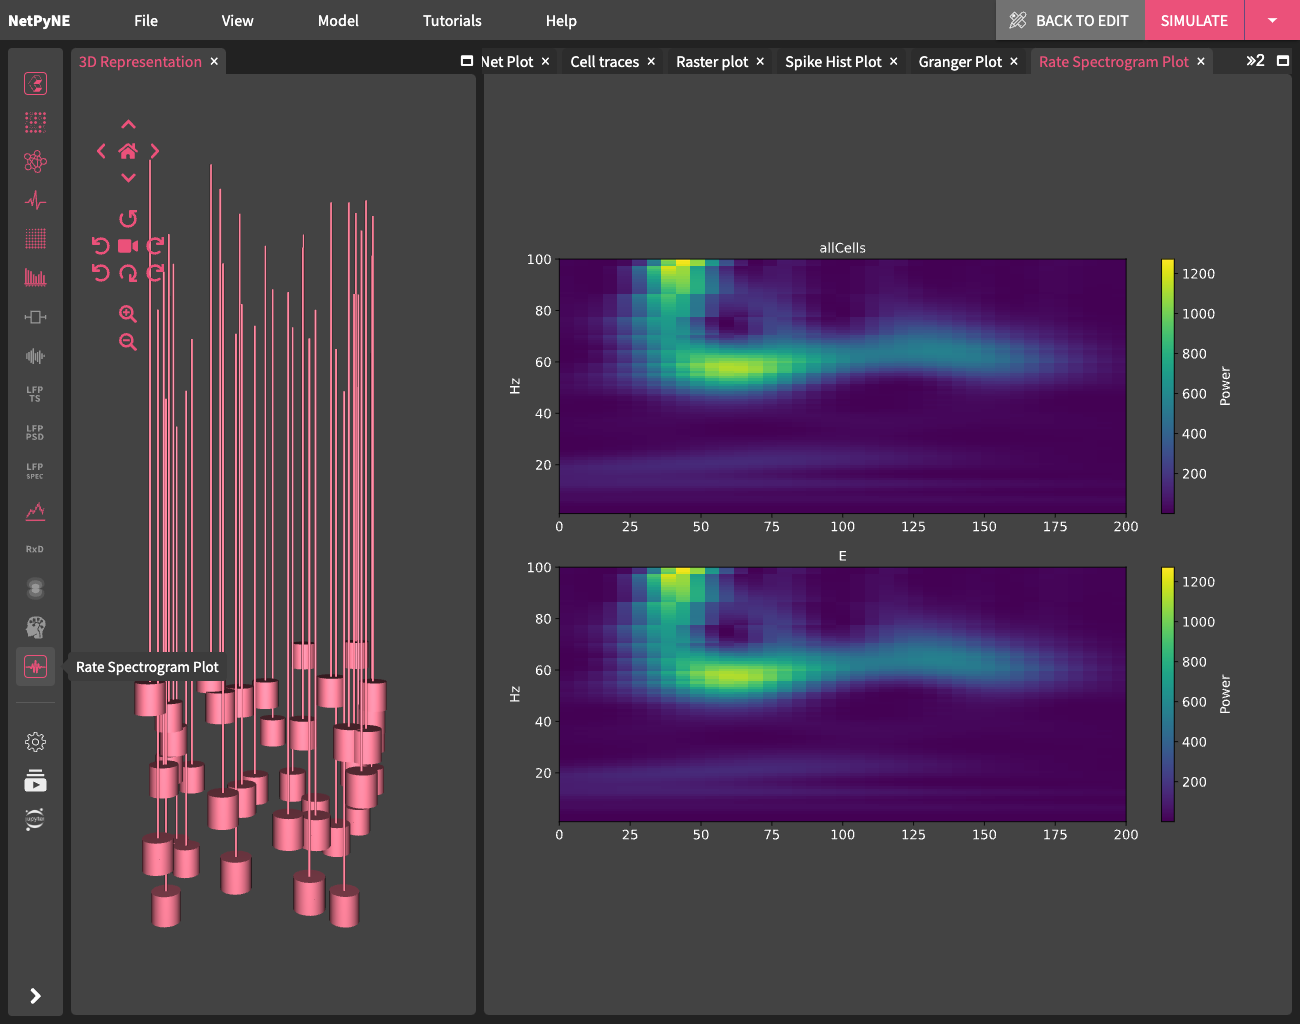 NetPyNE File View Model Tutorials Help BACK TO EDIT SIMULATE
3D Representation × Net Plot × Cell traces × Raster plot × Spike Hist Plot × Granger Plot × Rate Spectrogram Plot × »2
LFP
TS
LFP
PSD
LFP
SPEC
RxD
Rate Spectrogram Plot
jupyter
allCells
100
80
60
40
20
Hz
0 25 50 75 100 125 150 175 200
1200
1000
800
600
400
200
Power
E
100
80
60
40
20
Hz
0 25 50 75 100 125 150 175 200
1200
1000
800
600
400
200
Power